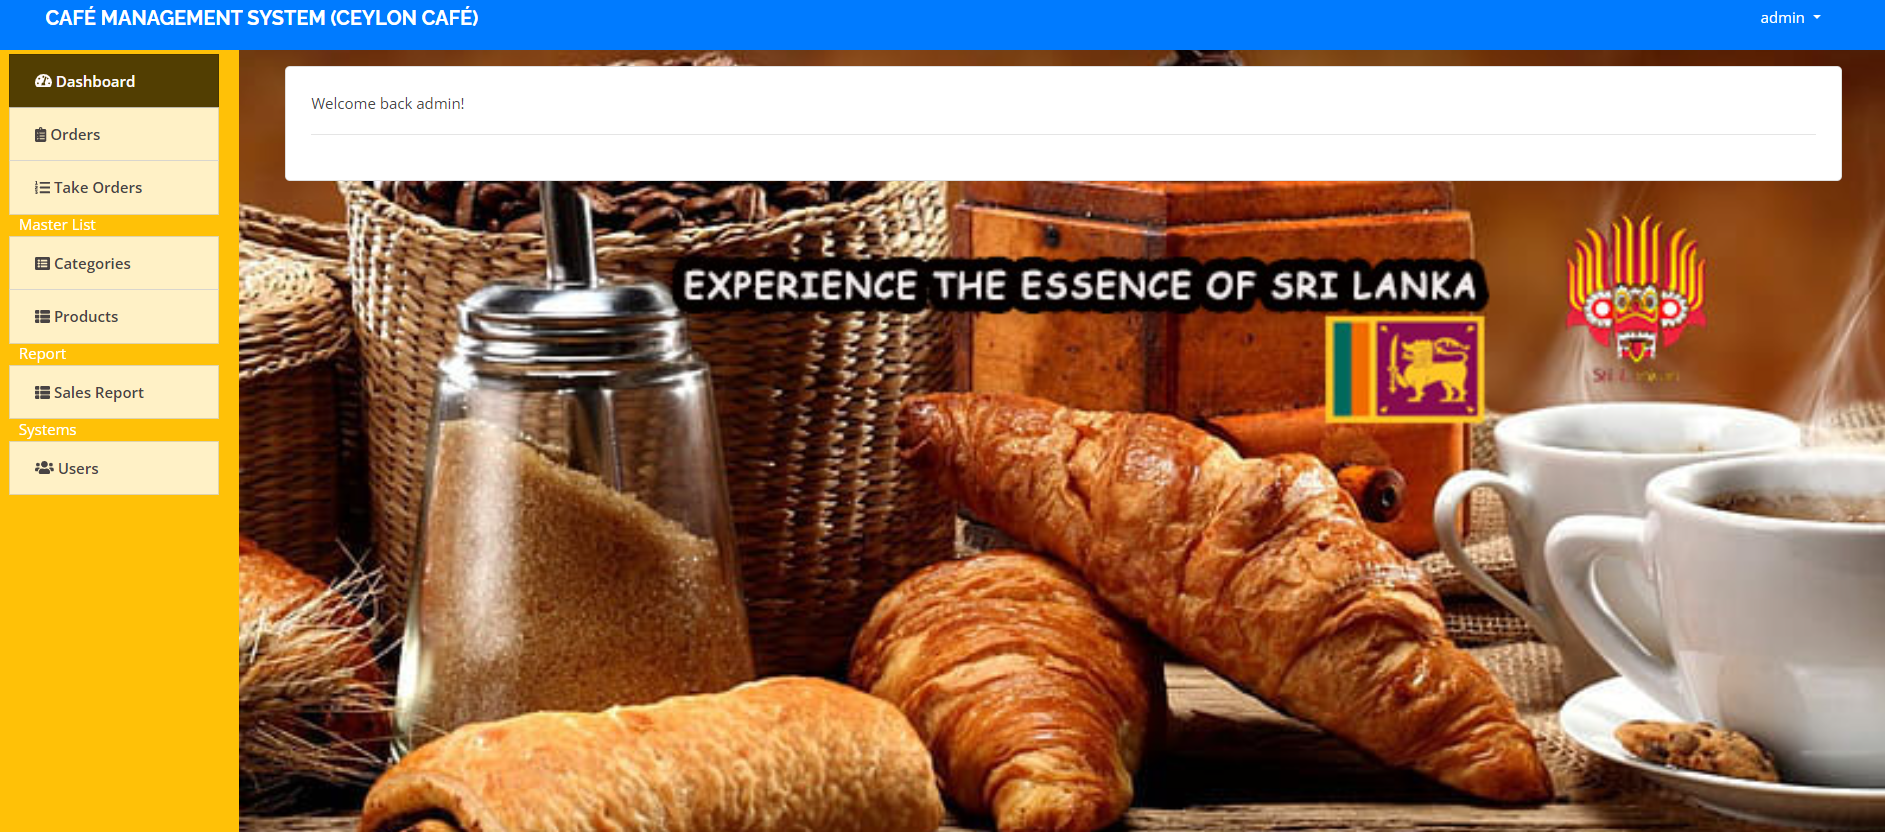 CAFÉ MANAGEMENT SYSTEM (CEYLON CAFÉ)
admin
Dashboard
Orders
Take Orders
Master List
Categories
Products
Report
Sales Report
Systems
Users
Welcome back admin!
EXPERIENCE THE ESSENCE OF SRI LANKA
Sri